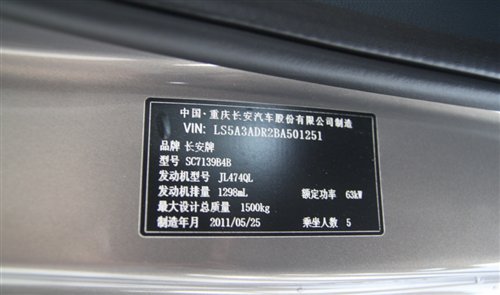 中国·重庆长安汽车股份有限公司制造
VIN: LS5A3ADR2BA501251
品牌 长安牌
型号 SC7139B4B
发动机型号 JL474QL
发动机排量 1298mL 额定功率 63kW
最大设计总质量 1500kg
制造年月 2011/05/25 乘坐人数 5